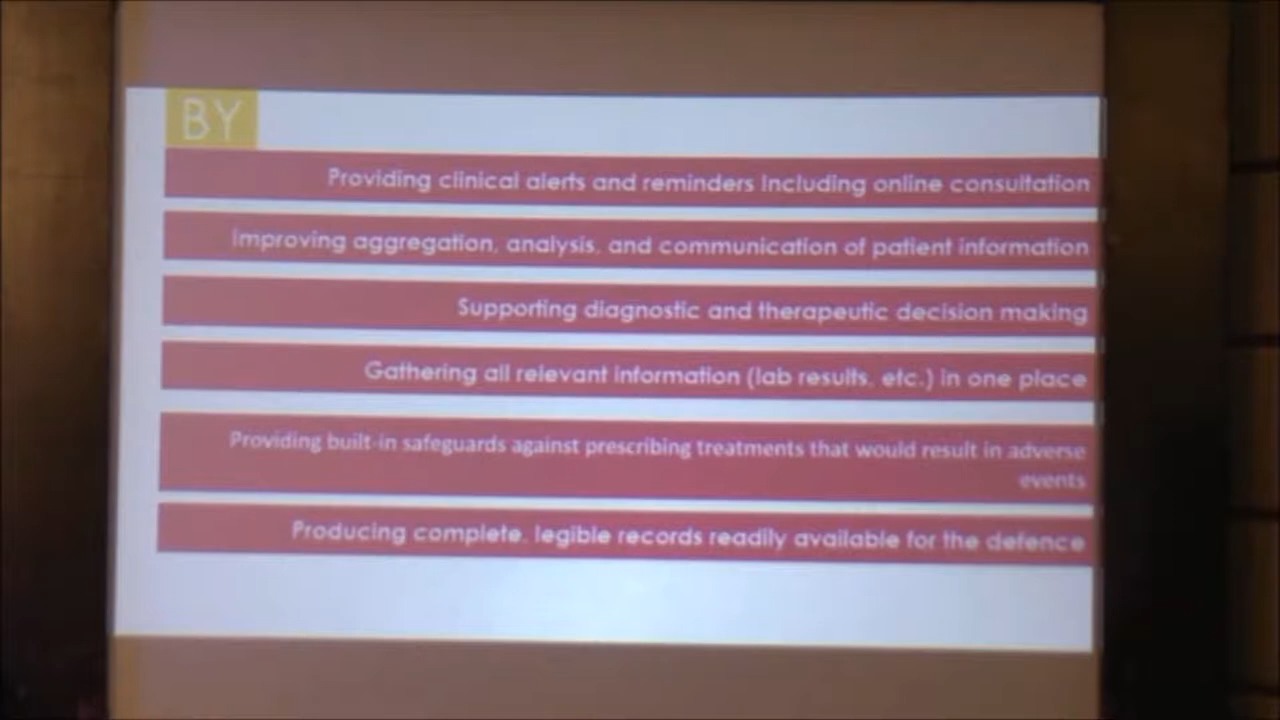 BY
Providing clinical alerts and reminders Including online consultation
Improving aggregation, analysis, and communication of patient information
Supporting diagnostic and therapeutic decision making
Gathering all relevant information (lab results, etc.) in one place
Providing built-in safeguards against prescribing treatments that would result in adverse
events
Producing complete, legible records readily available for the defence